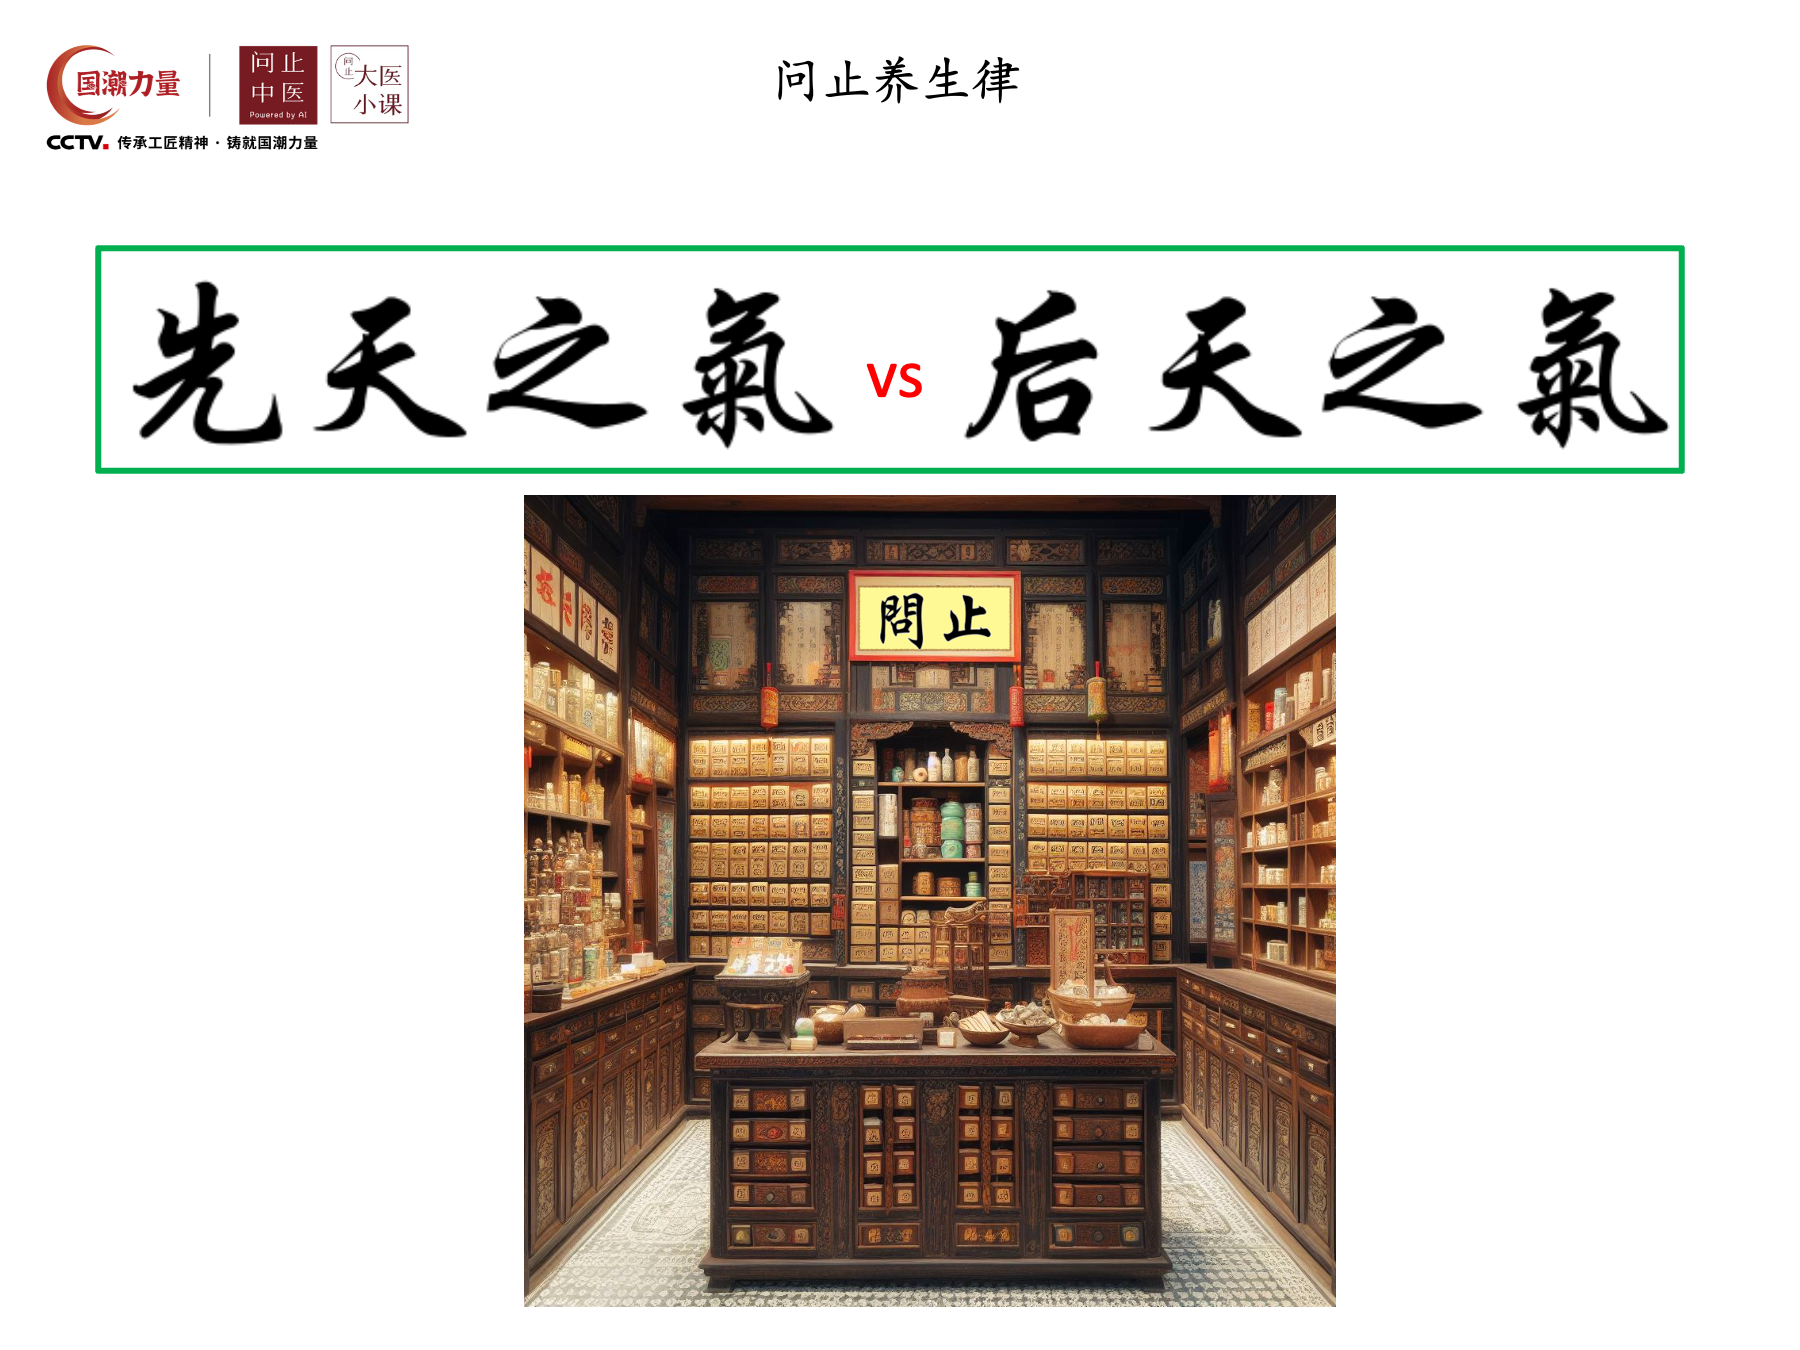 国潮力量
问止
中医
Powered by AI
问止
大医
小课
CCTV. 传承工匠精神·铸就国潮力量
问止养生律
先天之氣 vs 后天之氣
問止